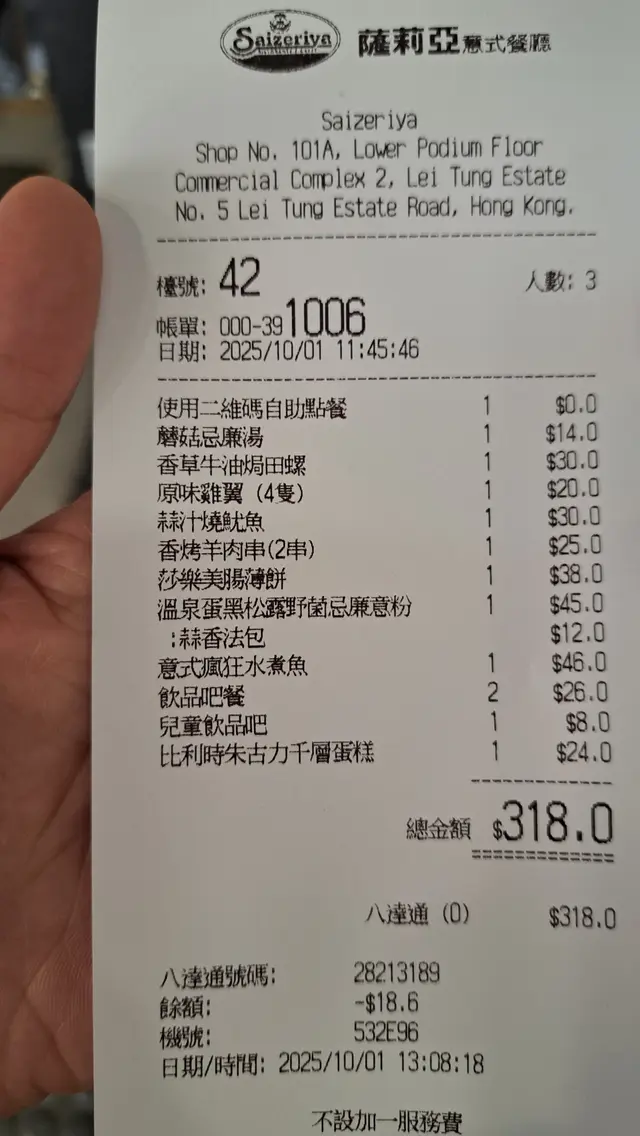 Saizeriya 薩莉亞意式餐廳
Saizeriya
Shop No. 101A, Lower Podium Floor
Commercial Complex 2, Lei Tung Estate
No. 5 Lei Tung Estate Road, Hong Kong.
檯號: 42 人數: 3
帳單: 000-391006
日期: 2025/10/01 11:45:46
使用二維碼自助點餐 1 $0.0
蘑菇忌廉湯 1 $14.0
香草牛油焗田螺 1 $30.0
原味雞翼 (4隻) 1 $20.0
蒜汁燒魷魚 1 $30.0
香烤羊肉串(2串) 1 $25.0
莎樂美腸薄餅 1 $38.0
溫泉蛋黑松露野菌忌廉意粉 1 $45.0
:蒜香法包 $12.0
意式瘋狂水煮魚 1 $46.0
飲品吧餐 2 $26.0
兒童飲品吧 1 $8.0
比利時朱古力千層蛋糕 1 $24.0
總金額 $318.0
八達通 (0) $318.0
八達通號碼: 28213189
餘額: -$18.6
機號: 532E96
日期/時間: 2025/10/01 13:08:18
不設加一服務費